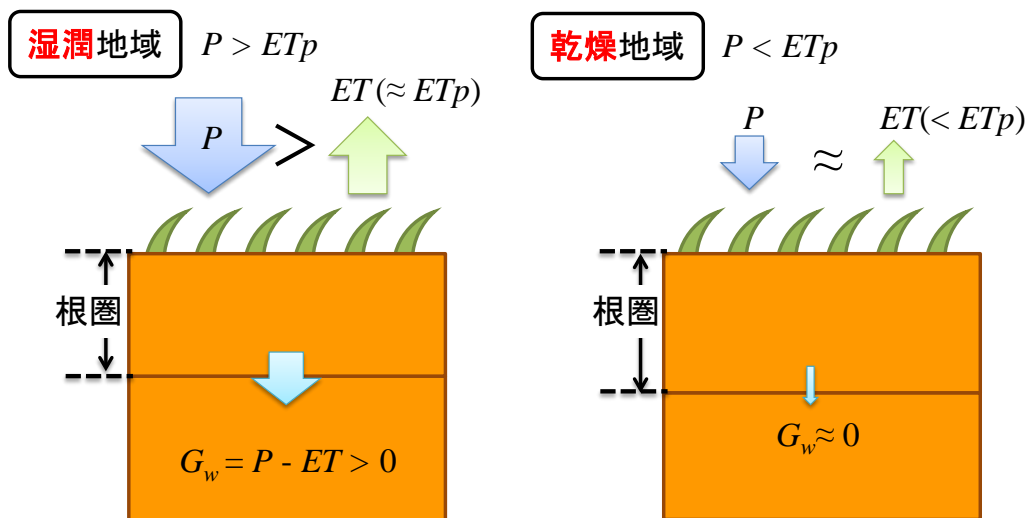 湿潤地域 P > ETp
ET (≈ ETp)
P >
根圏
G_w = P - ET > 0
乾燥地域 P < ETp
P ET(< ETp)
≈
根圏
G_w ≈ 0